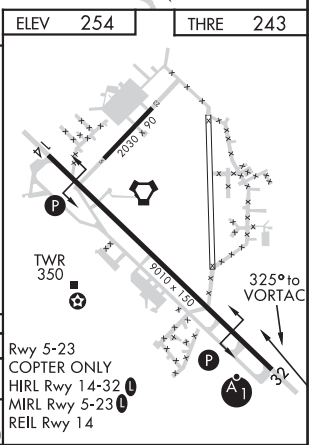 ELEV 254
THRE 243
2030 X 90
14
P
TWR
350
9010 x 150
325° to
VORTAC
P
A1
32
Rwy 5-23
COPTER ONLY
HIRL Rwy 14-32 L
MIRL Rwy 5-23 L
REIL Rwy 14